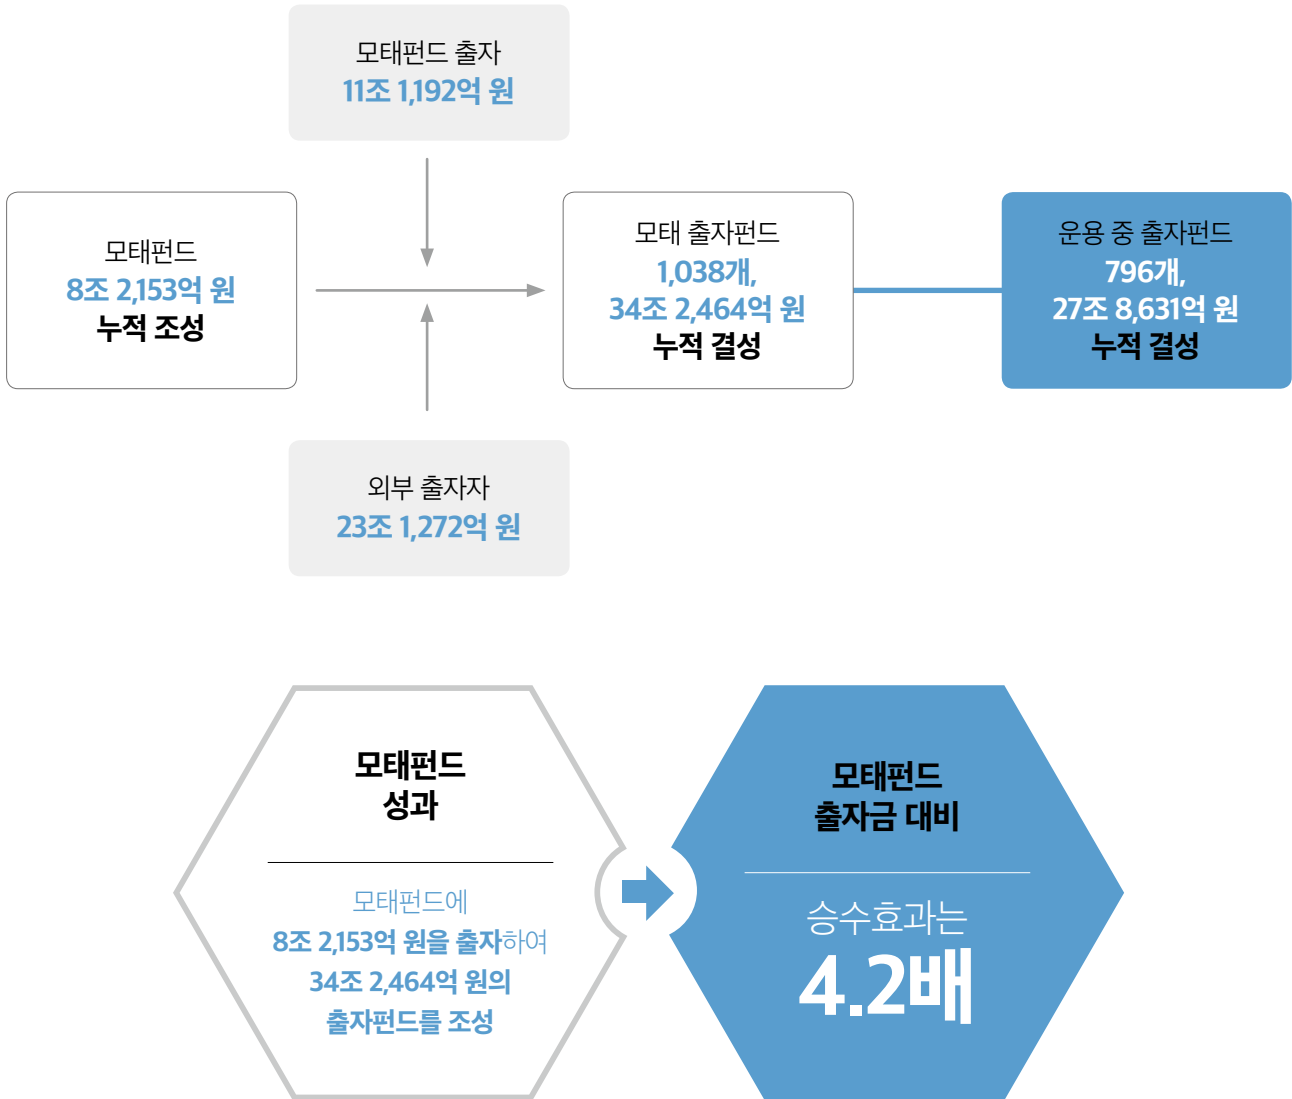 모태펀드 출자
11조 1,192억 원
모태펀드
8조 2,153억 원
누적 조성
모태 출자펀드
1,038개,
34조 2,464억 원
누적 결성
운용 중 출자펀드
796개,
27조 8,631억 원
누적 결성
외부 출자자
23조 1,272억 원
모태펀드
성과
모태펀드에
8조 2,153억 원을 출자하여
34조 2,464억 원의
출자펀드를 조성
모태펀드
출자금 대비
승수효과는
4.2배